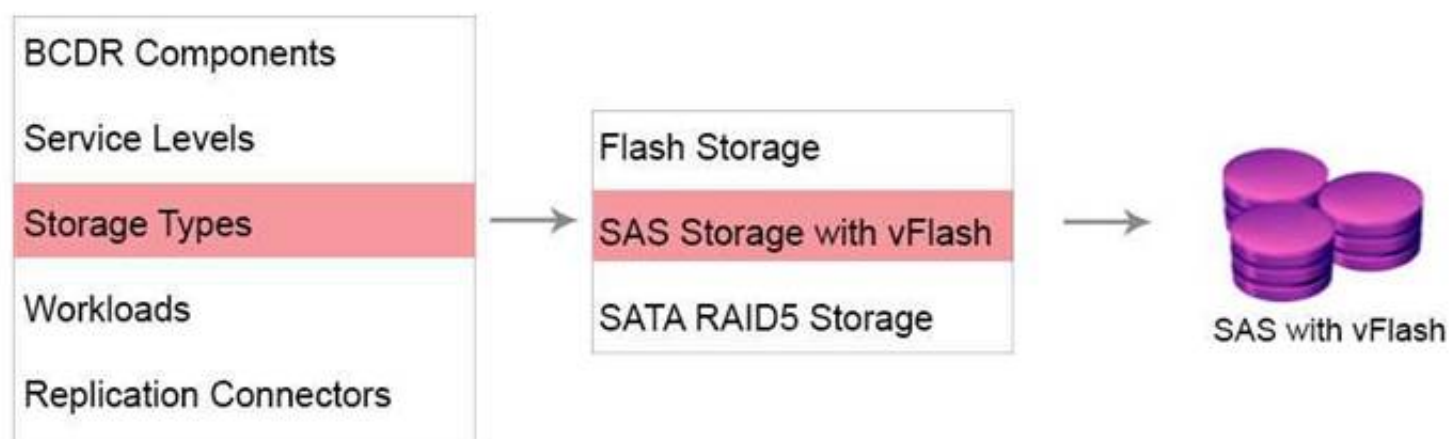 BCDR Components
Service Levels
Storage Types
Workloads
Replication Connectors
Flash Storage
SAS Storage with vFlash
SATA RAID5 Storage
SAS with vFlash